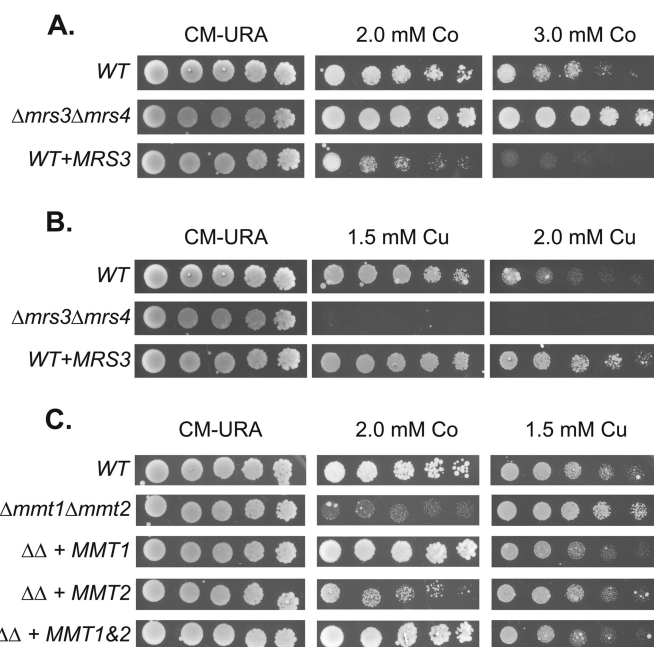 A.
CM-URA 2.0 mM Co 3.0 mM Co
WT
Δmrs3Δmrs4
WT+MRS3
B.
CM-URA 1.5 mM Cu 2.0 mM Cu
WT
Δmrs3Δmrs4
WT+MRS3
C.
CM-URA 2.0 mM Co 1.5 mM Cu
WT
Δmmt1Δmmt2
ΔΔ + MMT1
ΔΔ + MMT2
ΔΔ + MMT1&2